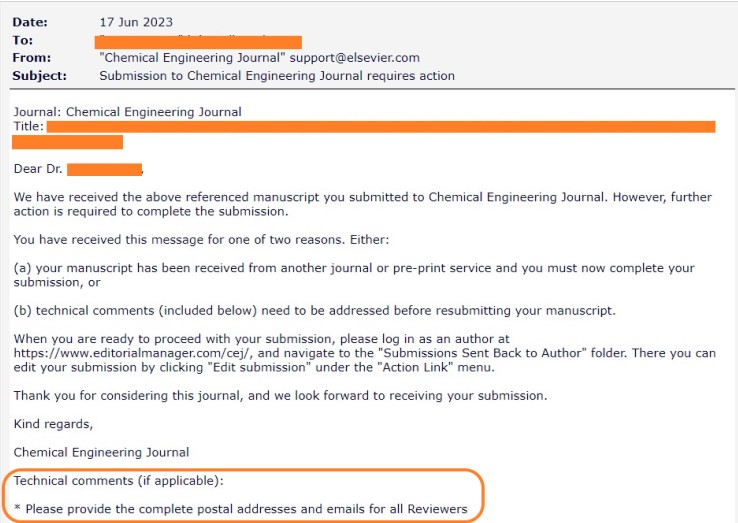 Date: 17 Jun 2023
To:
From: "Chemical Engineering Journal" support@elsevier.com
Subject: Submission to Chemical Engineering Journal requires action
Journal: Chemical Engineering Journal
Title:
Dear Dr. ,
We have received the above referenced manuscript you submitted to Chemical Engineering Journal. However, further
action is required to complete the submission.
You have received this message for one of two reasons. Either:
(a) your manuscript has been received from another journal or pre-print service and you must now complete your
submission, or
(b) technical comments (included below) need to be addressed before resubmitting your manuscript.
When you are ready to proceed with your submission, please log in as an author at
https://www.editorialmanager.com/cej/, and navigate to the "Submissions Sent Back to Author" folder. There you can
edit your submission by clicking "Edit submission" under the "Action Link" menu.
Thank you for considering this journal, and we look forward to receiving your submission.
Kind regards,
Chemical Engineering Journal
Technical comments (if applicable):
* Please provide the complete postal addresses and emails for all Reviewers